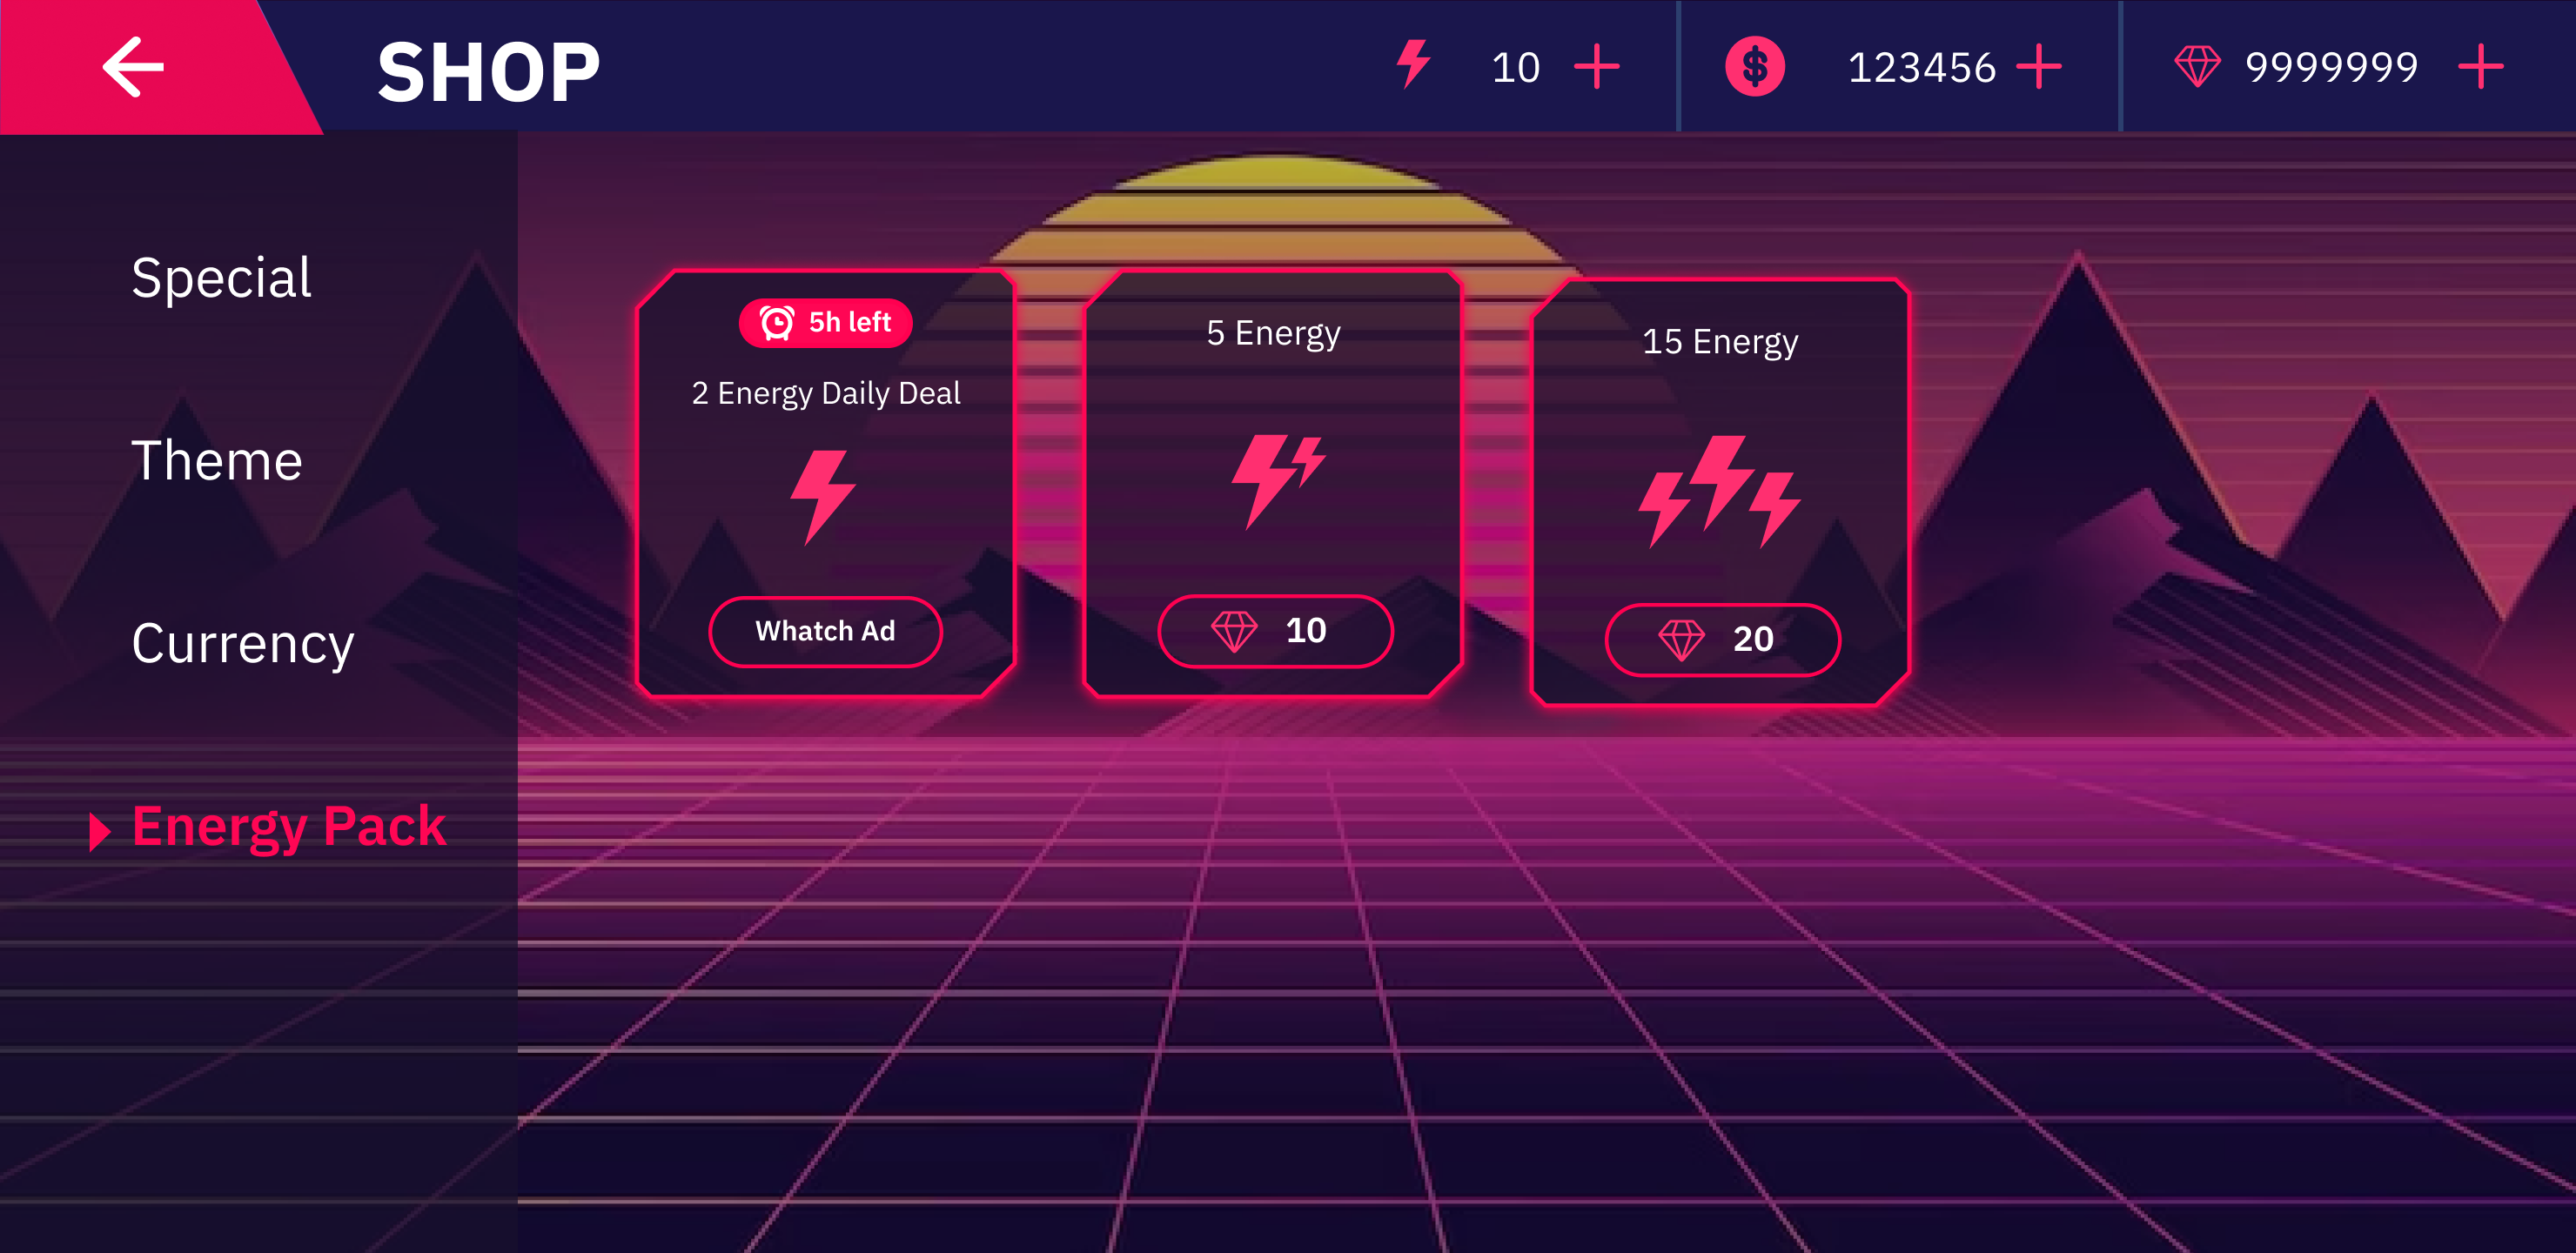 SHOP
10
123456
9999999
Special
Theme
Currency
Energy Pack
5h left
2 Energy Daily Deal
Whatch Ad
5 Energy
10
15 Energy
20